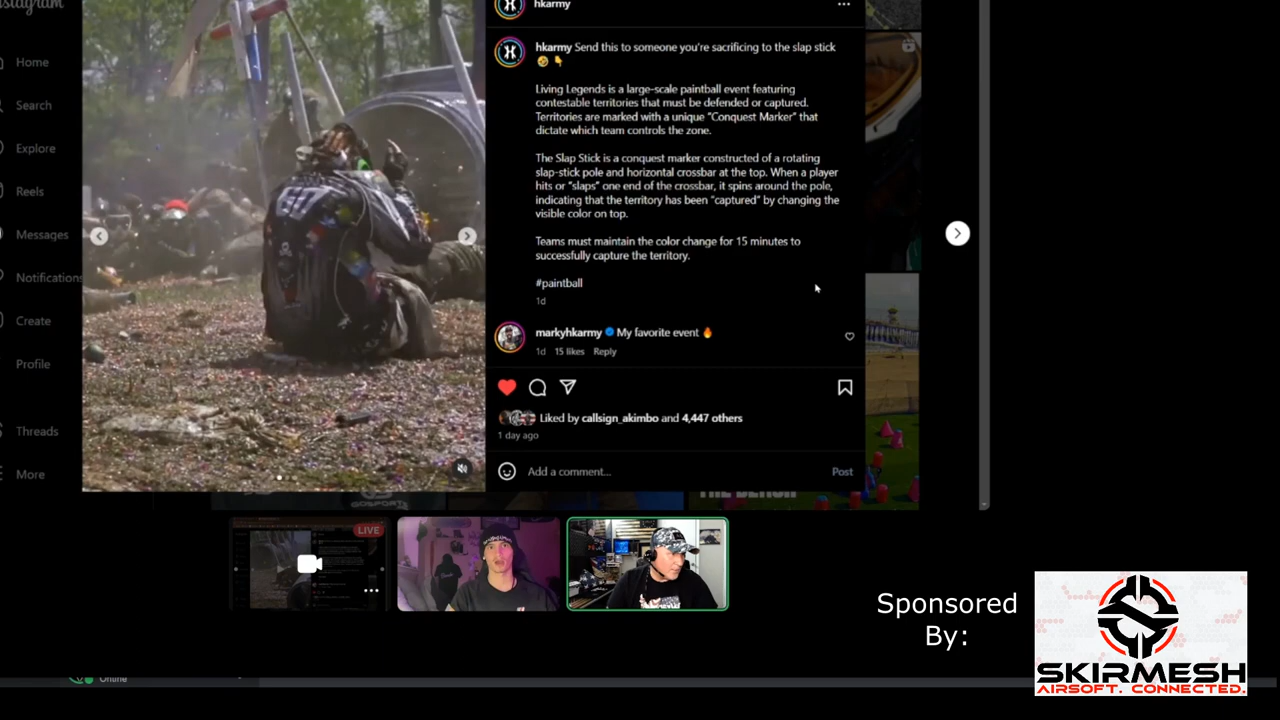 hkarmy
Home
Search
Explore
Reels
Messages
Notifications
Create
Profile
Threads
More
hkarmy Send this to someone you're sacrificing to the slap stick
🤣 👇
Living Legends is a large-scale paintball event featuring
contestable territories that must be defended or captured.
Territories are marked with a unique "Conquest Marker" that
dictate which team controls the zone.
The Slap Stick is a conquest marker constructed of a rotating
slap-stick pole and horizontal crossbar at the top. When a player
hits or "slaps" one end of the crossbar, it spins around the pole,
indicating that the territory has been "captured" by changing the
visible color on top.
Teams must maintain the color change for 15 minutes to
successfully capture the territory.
#paintball
1d
markyhkarmy My favorite event 🔥
1d 15 likes Reply
Liked by callsign_akimbo and 4,447 others
1 day ago
Add a comment... Post
LIVE
Sponsored
By:
SKIRMESH
AIRSOFT. CONNECTED.
Online